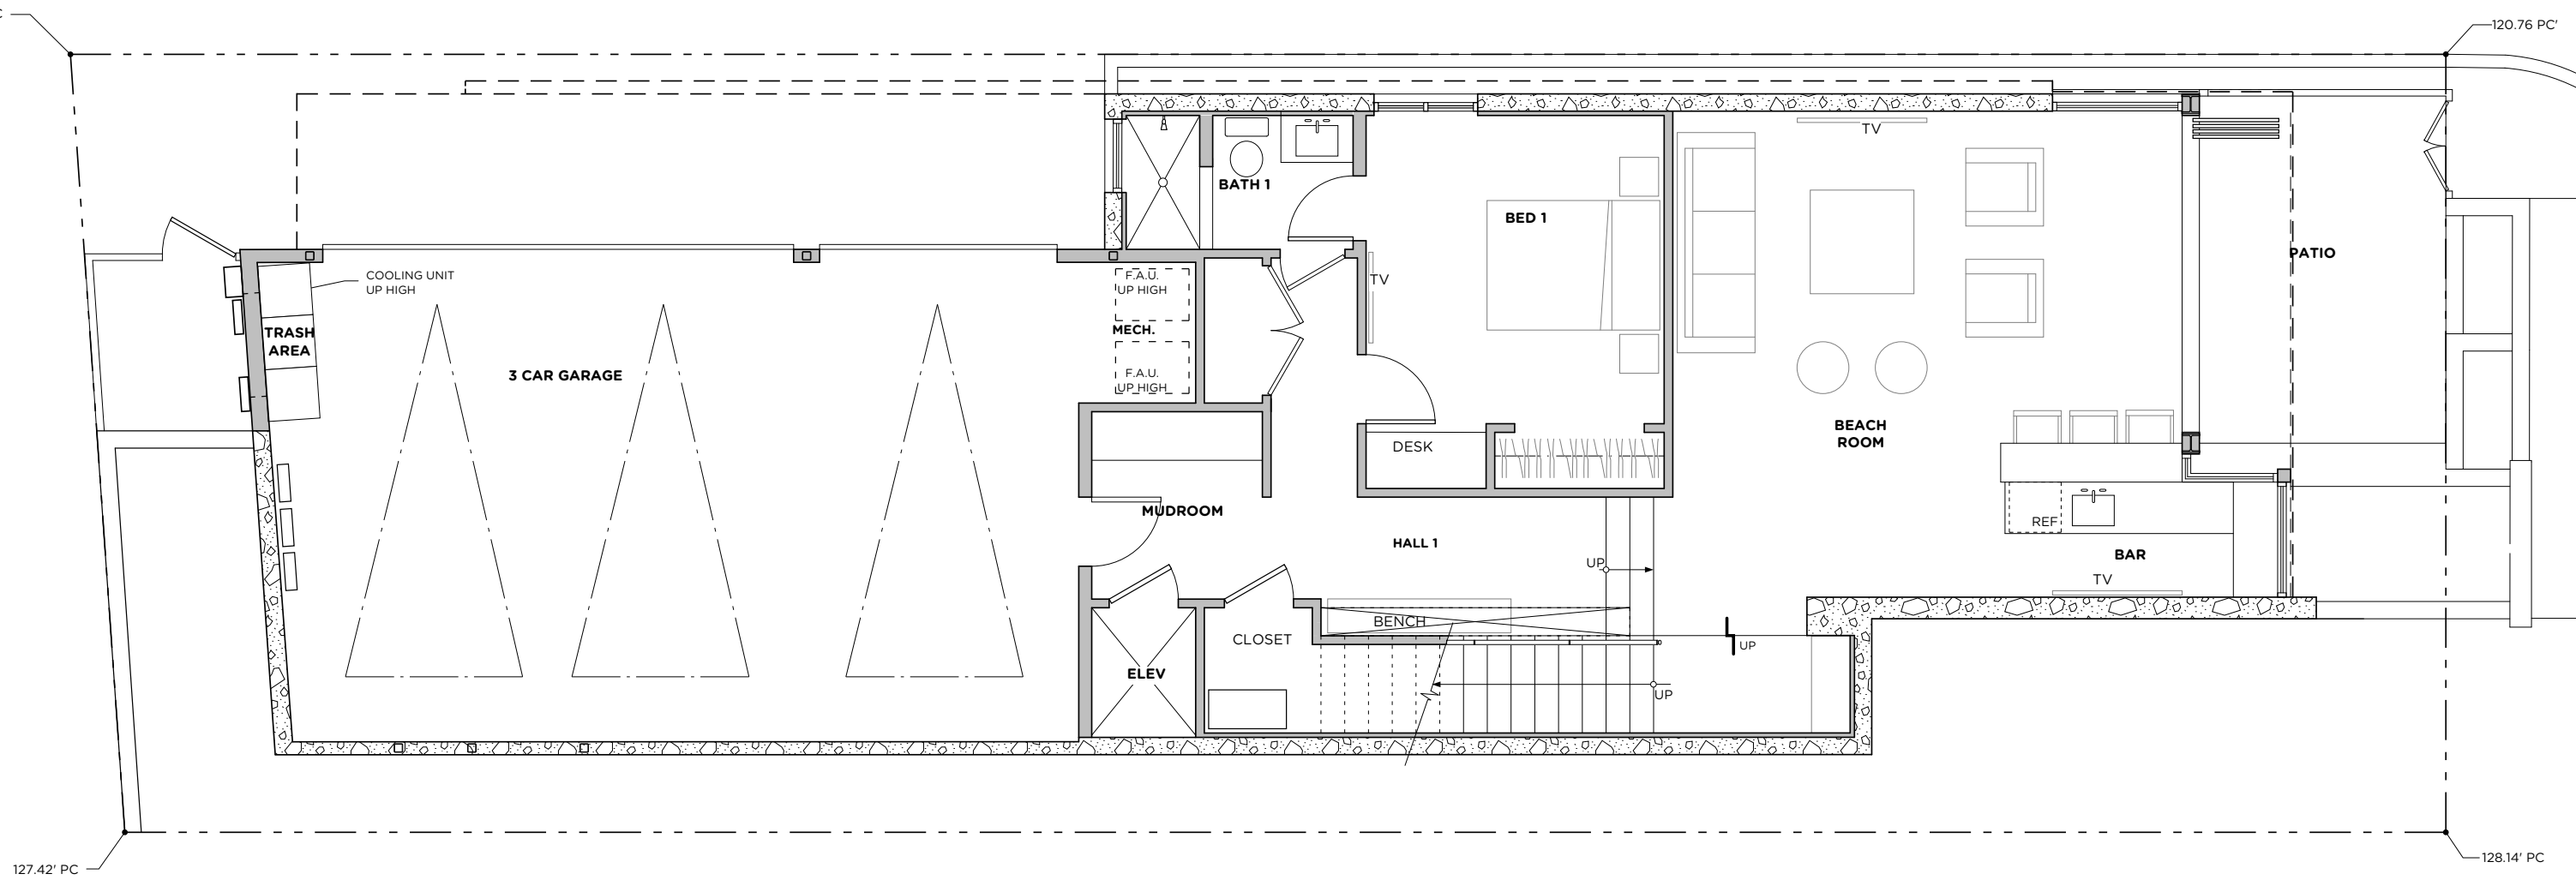 C
120.76 PC'
BATH 1
TV
BED 1
PATIO
COOLING UNIT
UP HIGH
F.A.U.
UP HIGH
TV
TRASH
AREA
MECH.
3 CAR GARAGE
F.A.U.
UP HIGH
BEACH
ROOM
DESK
MUDROOM
REF
HALL 1
BAR
UP
TV
BENCH
CLOSET
UP
ELEV
UP
127.42' PC
128.14' PC